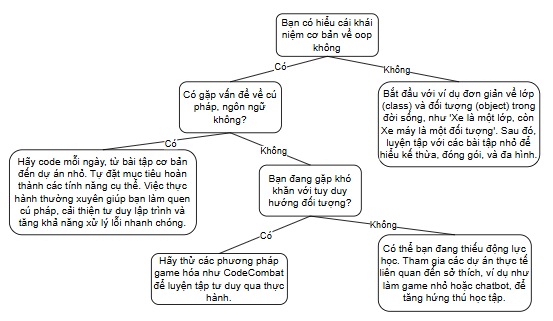 Bạn có hiểu cái khái
niệm cơ bản về oop
không
Có
Không
Có gặp vấn đề về cú
pháp, ngôn ngữ
không?
Bắt đầu với ví dụ đơn giản về lớp
(class) và đối tượng (object) trong
đời sống, như 'Xe là một lớp, còn
Xe máy là một đối tượng'. Sau đó,
luyện tập với các bài tập nhỏ để
hiểu kế thừa, đóng gói, và đa hình.
Có
Không
Hãy code mỗi ngày, từ bài tập cơ bản
đến dự án nhỏ. Tự đặt mục tiêu hoàn
thành các tính năng cụ thể. Việc thực
hành thường xuyên giúp bạn làm quen
cú pháp, cải thiện tư duy lập trình và
tăng khả năng xử lý lỗi nhanh chóng.
Bạn đang gặp khó
khăn với tuy duy
hướng đối tượng?
Có
Không
Hãy thử các phương pháp
game hóa như CodeCombat
để luyện tập tư duy qua thực
hành.
Có thể bạn đang thiếu động lực
học. Tham gia các dự án thực tế
liên quan đến sở thích, ví dụ như
làm game nhỏ hoặc chatbot, để
tăng hứng thú học tập.